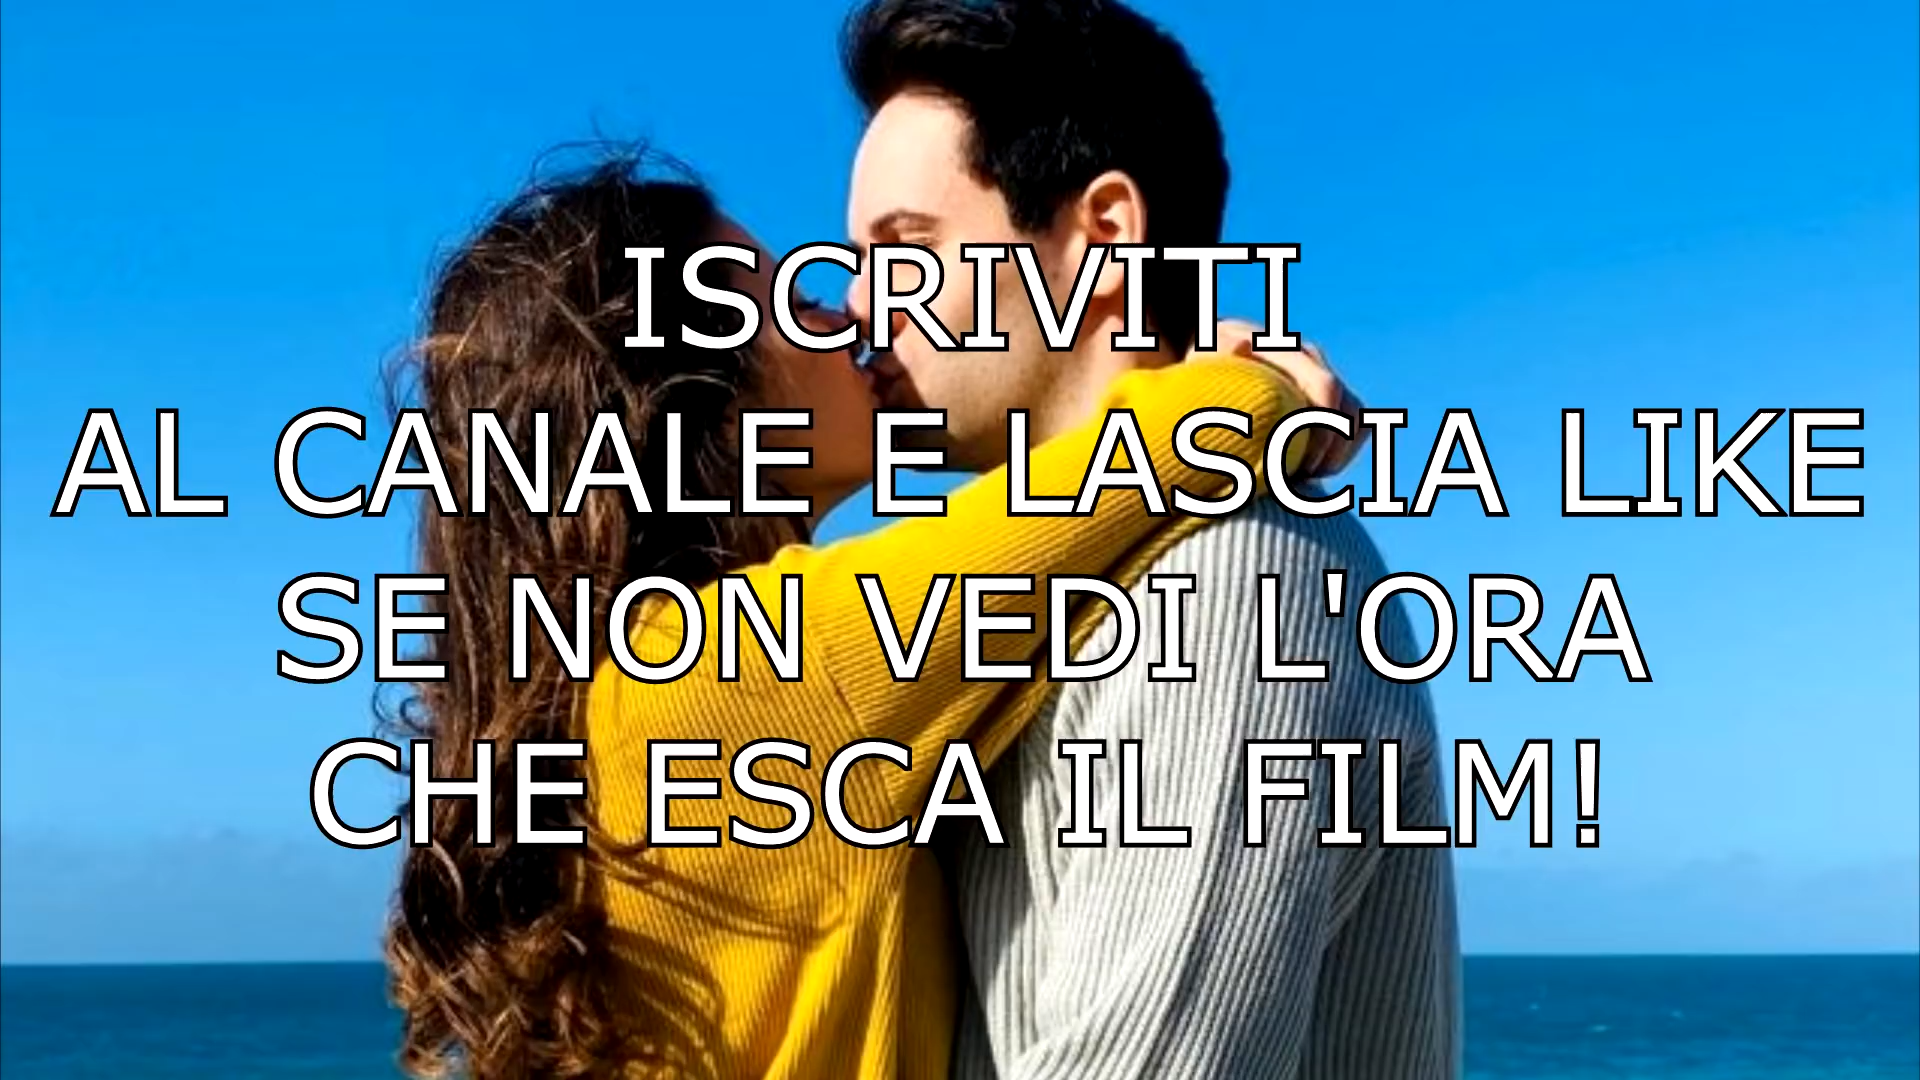 ISCRIVITI
AL CANALE E LASCIA LIKE
SE NON VEDI L'ORA
CHE ESCA IL FILM!